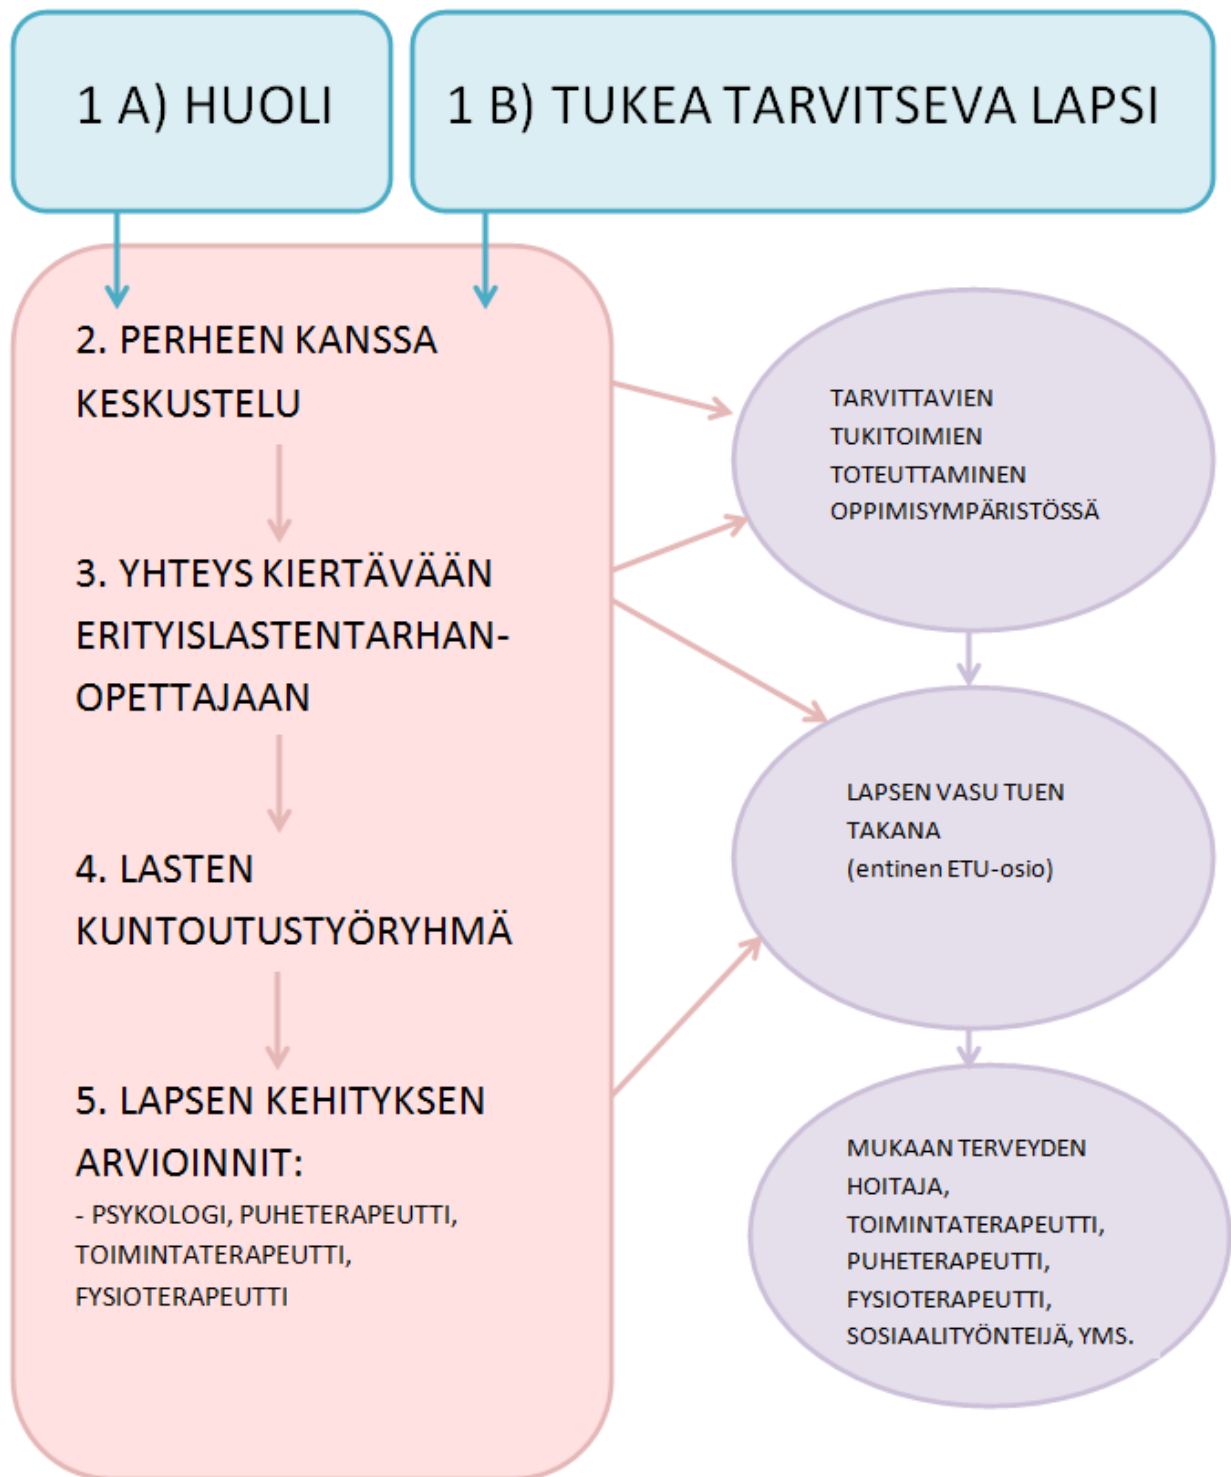 1 A) HUOLI
1 B) TUKEA TARVITSEVA LAPSI
2. PERHEEN KANSSA
KESKUSTELU
3. YHTEYS KIERTÄVÄÄN
ERITYISLASTENTARHAN-
OPETTAJAAN
4. LASTEN
KUNTOUTUSTYÖRYHMÄ
5. LAPSEN KEHITYKSEN
ARVIOINNIT:
- PSYKOLOGI, PUHETERAPEUTTI,
TOIMINTATERAPEUTTI,
FYSIOTERAPEUTTI
TARVITTAVIEN
TUKITOIMIEN
TOTEUTTAMINEN
OPPIMISYMPÄRISTÖSSÄ
LAPSEN VASU TUEN
TAKANA
(entinen ETU-osio)
MUKAAN TERVEYDEN
HOITAJA,
TOIMINTATERAPEUTTI,
PUHETERAPEUTTI,
FYSIOTERAPEUTTI,
SOSIAALITYÖNTEIJÄ, YMS.